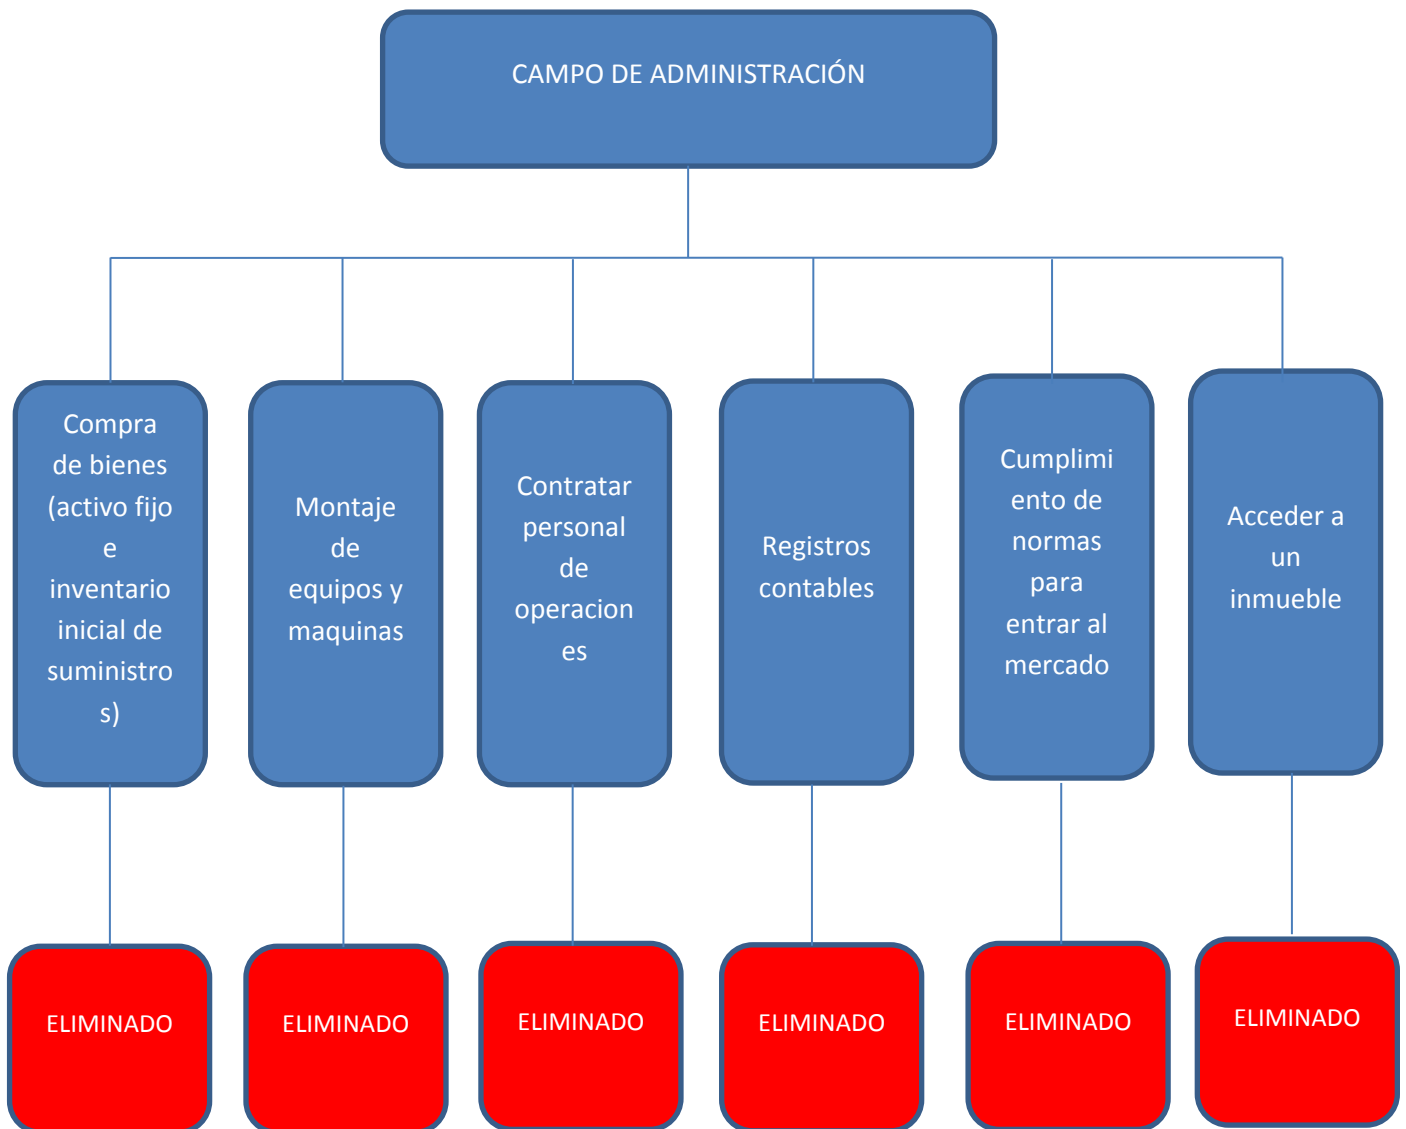 CAMPO DE ADMINISTRACIÓN
Compra
de bienes
(activo fijo
e
inventario
inicial de
suministro
s)
Montaje
de
equipos y
maquinas
Contratar
personal
de
operacion
es
Registros
contables
Cumplimi
ento de
normas
para
entrar al
mercado
Acceder a
un
inmueble
ELIMINADO
ELIMINADO
ELIMINADO
ELIMINADO
ELIMINADO
ELIMINADO